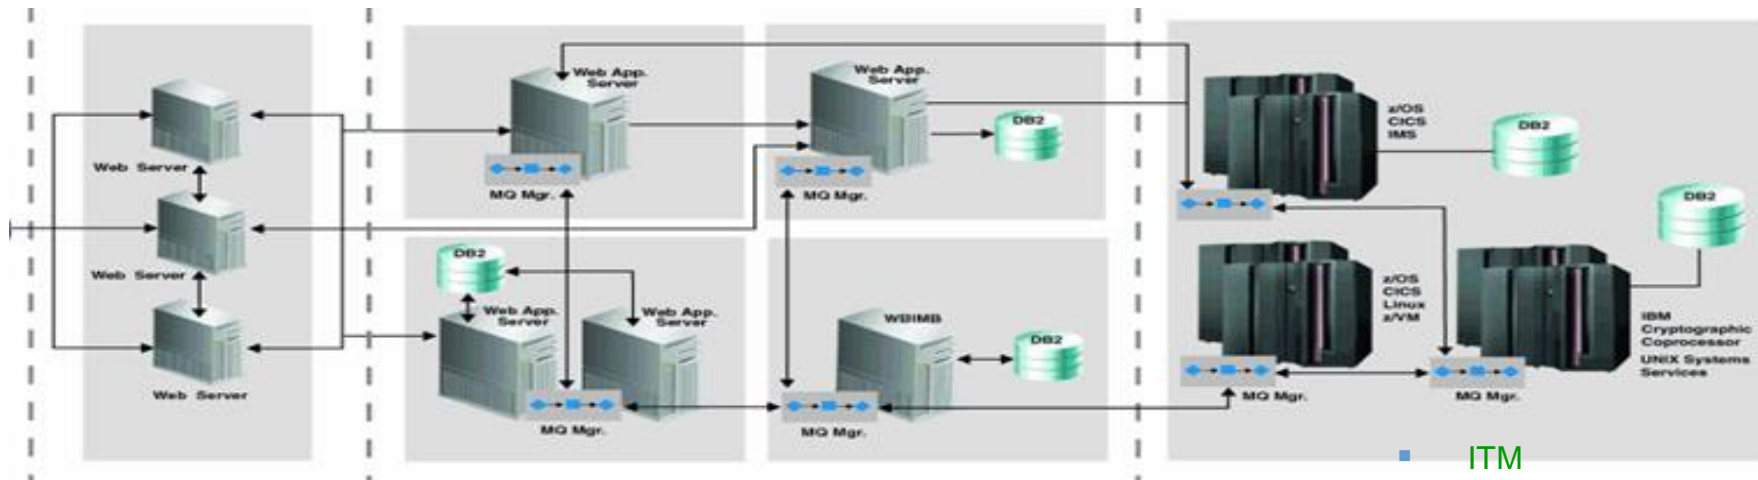 Web Server
Web Server
Web Server
Web App.
Server
MQ Mgr.
Web App.
Server
MQ Mgr.
DB2
DB2
Web App.
Server
Web App.
Server
MQ Mgr.
WBIMB
DB2
MQ Mgr.
z/OS
CICS
IMS
DB2
DB2
z/OS
CICS
Linux
z/VM
MQ Mgr.
IBM
Cryptographic
Coprocessor
UNIX Systems
Services
MQ Mgr.
ITM